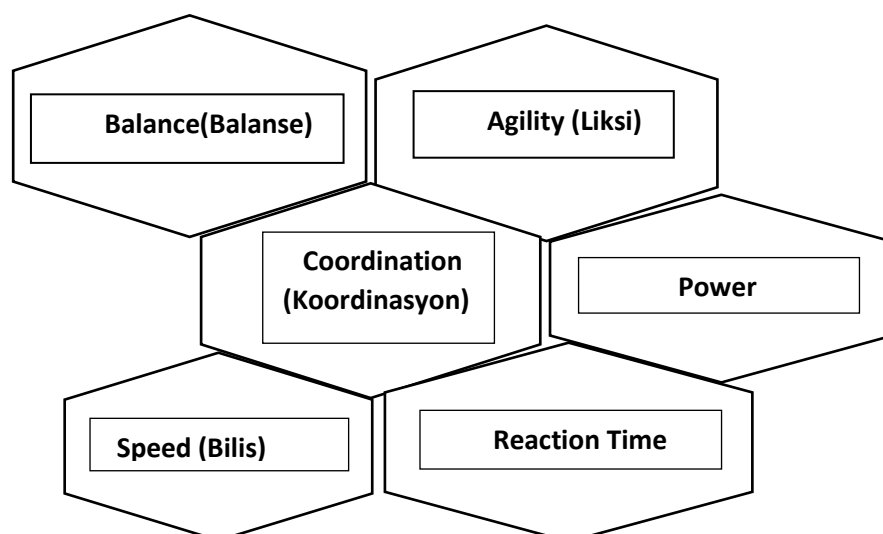 Balance(Balanse)
Agility (Liksi)
Coordination
(Koordinasyon)
Power
Speed (Bilis)
Reaction Time